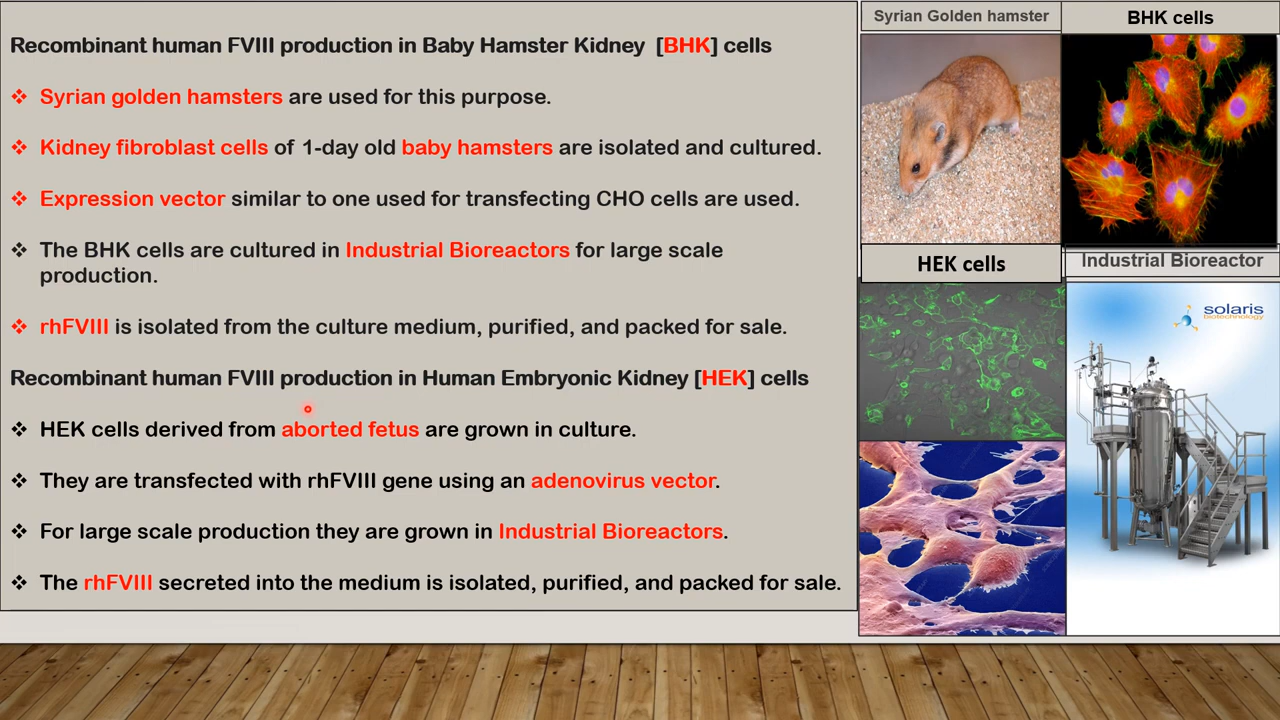 Recombinant human FVIII production in Baby Hamster Kidney [BHK] cells
❖ Syrian golden hamsters are used for this purpose.
❖ Kidney fibroblast cells of 1-day old baby hamsters are isolated and cultured.
❖ Expression vector similar to one used for transfecting CHO cells are used.
❖ The BHK cells are cultured in Industrial Bioreactors for large scale
production.
❖ rhFVIII is isolated from the culture medium, purified, and packed for sale.
Recombinant human FVIII production in Human Embryonic Kidney [HEK] cells
❖ HEK cells derived from aborted fetus are grown in culture.
❖ They are transfected with rhFVIII gene using an adenovirus vector.
❖ For large scale production they are grown in Industrial Bioreactors.
❖ The rhFVIII secreted into the medium is isolated, purified, and packed for sale.
Syrian Golden hamster
BHK cells
HEK cells
Industrial Bioreactor
solaris
biotechnology